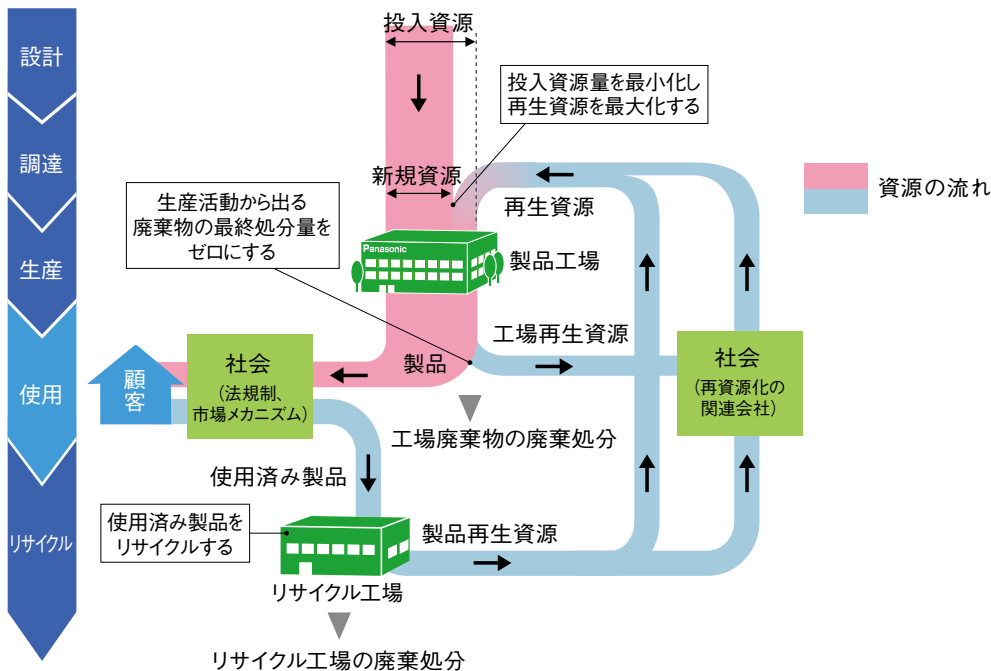 設計
調達
生産
使用
リサイクル
投入資源
投入資源量を最小化し
再生資源を最大化する
新規資源
再生資源
資源の流れ
生産活動から出る
廃棄物の最終処分量を
ゼロにする
Panasonic
製品工場
工場再生資源
製品
社会
(法規制、
市場メカニズム)
顧客
社会
(再資源化の
関連会社)
工場廃棄物の廃棄処分
使用済み製品
使用済み製品を
リサイクルする
製品再生資源
リサイクル工場
リサイクル工場の廃棄処分